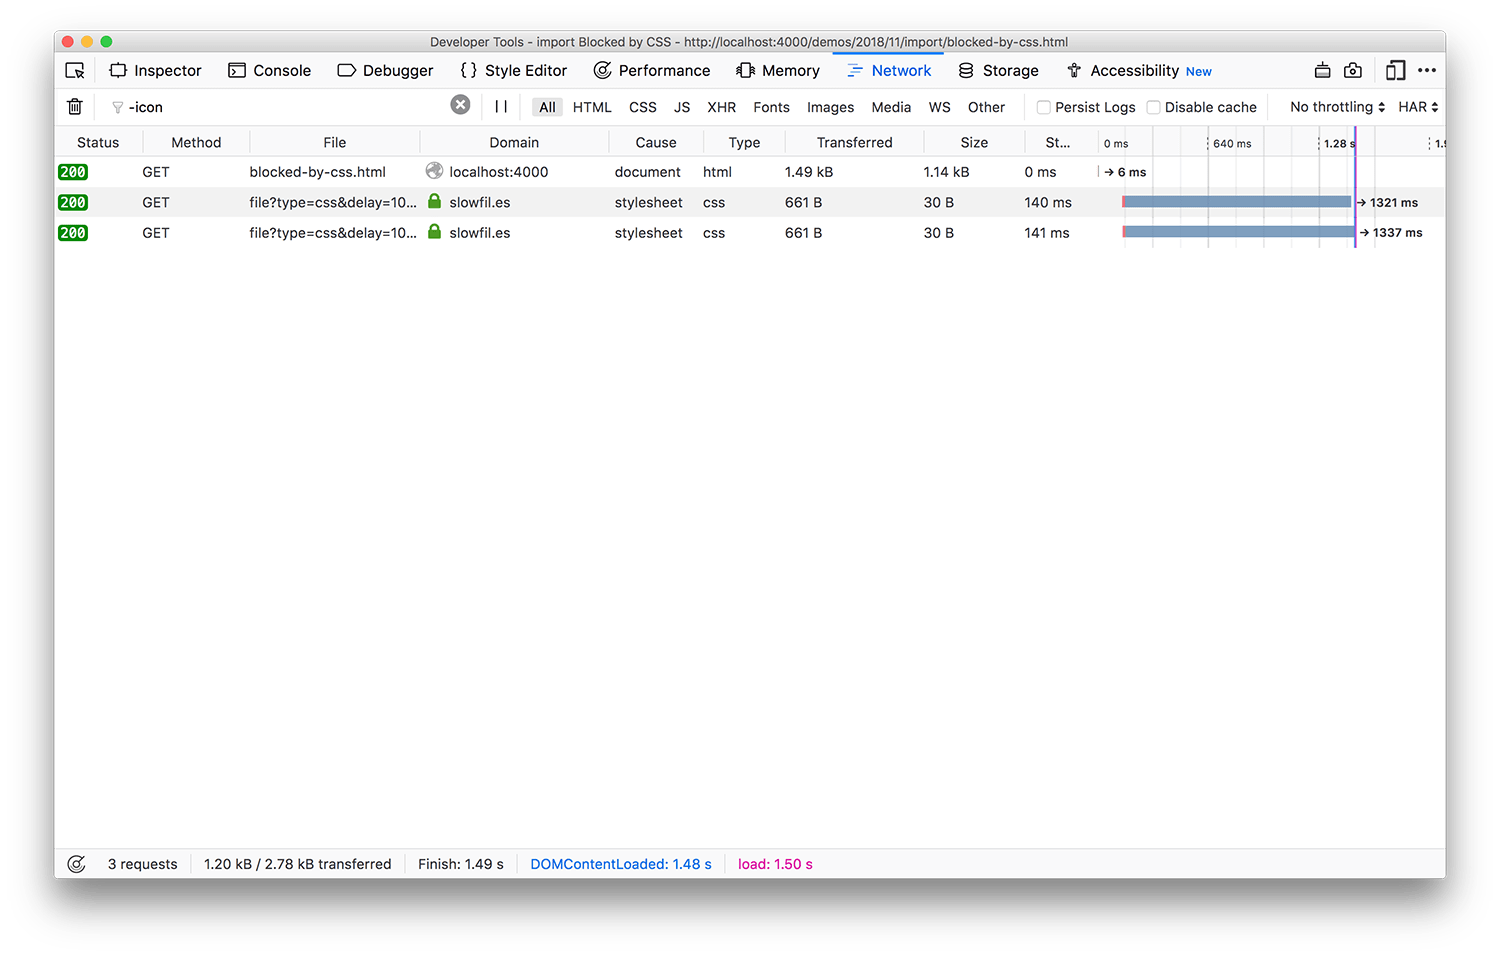 Developer Tools - import Blocked by CSS - http://localhost:4000/demos/2018/11/import/blocked-by-css.html
Inspector Console Debugger {} Style Editor Performance Memory Network Storage Accessibility New
-icon All HTML CSS JS XHR Fonts Images Media WS Other Persist Logs Disable cache No throttling HAR
Status Method File Domain Cause Type Transferred Size St... 0 ms 640 ms 1.28 s
200 GET blocked-by-css.html localhost:4000 document html 1.49 kB 1.14 kB 0 ms → 6 ms
200 GET file?type=css&delay=10... slowfil.es stylesheet css 661 B 30 B 140 ms → 1321 ms
200 GET file?type=css&delay=10... slowfil.es stylesheet css 661 B 30 B 141 ms → 1337 ms
3 requests 1.20 kB / 2.78 kB transferred Finish: 1.49 s DOMContentLoaded: 1.48 s load: 1.50 s